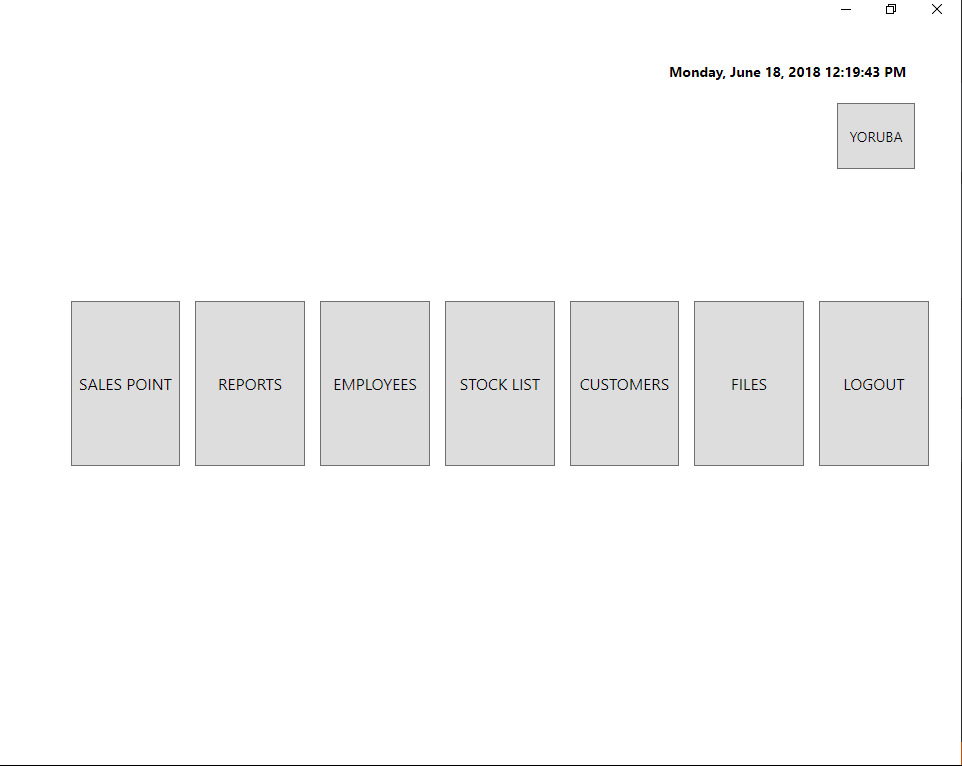 Monday, June 18, 2018 12:19:43 PM
YORUBA
SALES POINT
REPORTS
EMPLOYEES
STOCK LIST
CUSTOMERS
FILES
LOGOUT